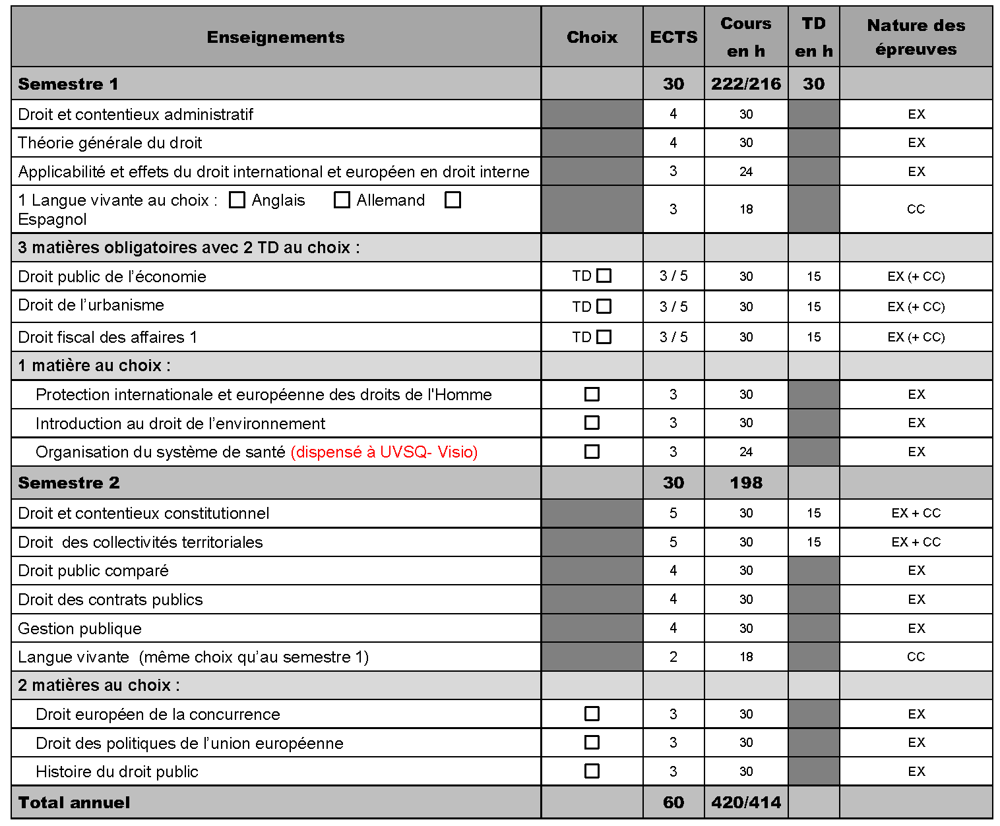 Enseignements Choix ECTS Cours en h TD en h Nature des épreuves
Semestre 1 30 222/216 30
Droit et contentieux administratif 4 30 EX
Théorie générale du droit 4 30 EX
Applicabilité et effets du droit international et européen en droit interne 3 24 EX
1 Langue vivante au choix : ☐ Anglais ☐ Allemand ☐
Espagnol 3 18 CC
3 matières obligatoires avec 2 TD au choix :
Droit public de l’économie TD ☐ 3 / 5 30 15 EX (+ CC)
Droit de l’urbanisme TD ☐ 3 / 5 30 15 EX (+ CC)
Droit fiscal des affaires 1 TD ☐ 3 / 5 30 15 EX (+ CC)
1 matière au choix :
Protection internationale et européenne des droits de l'Homme ☐ 3 30 EX
Introduction au droit de l’environnement ☐ 3 30 EX
Organisation du système de santé (dispensé à UVSQ- Visio) ☐ 3 24 EX
Semestre 2 30 198
Droit et contentieux constitutionnel 5 30 15 EX + CC
Droit des collectivités territoriales 5 30 15 EX + CC
Droit public comparé 4 30 EX
Droit des contrats publics 4 30 EX
Gestion publique 4 30 EX
Langue vivante (même choix qu’au semestre 1) 2 18 CC
2 matières au choix :
Droit européen de la concurrence ☐ 3 30 EX
Droit des politiques de l’union européenne ☐ 3 30 EX
Histoire du droit public ☐ 3 30 EX
Total annuel 60 420/414